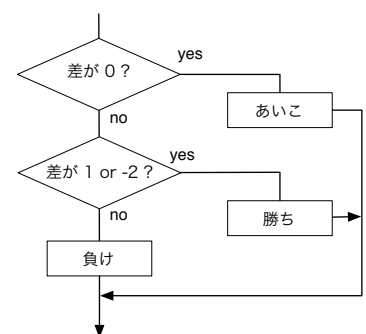 差が 0 ?
yes
あいこ
no
差が 1 or -2 ?
yes
勝ち
no
負け